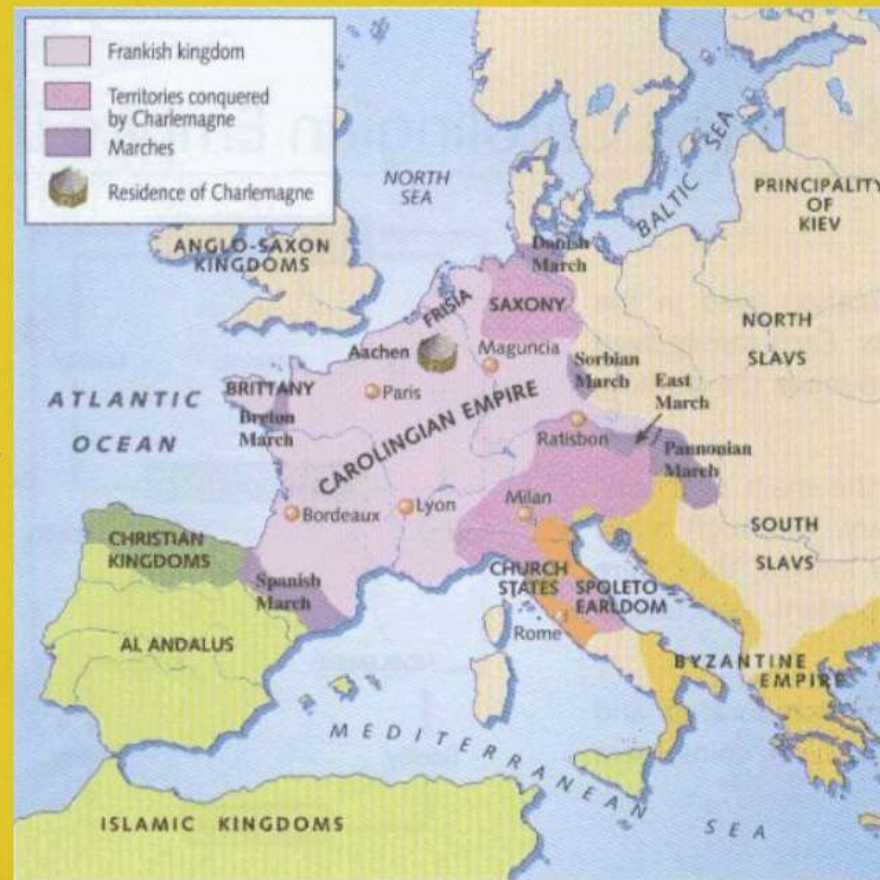 Frankish kingdom
Territories conquered
by Charlemagne
Marches
Residence of Charlemagne
NORTH
SEA
BALTIC SEA
PRINCIPALITY
OF
KIEV
ANGLO-SAXON
KINGDOMS
Danish
March
FRISIA
SAXONY
NORTH
SLAVS
Aachen
Maguncia
Sorbian
March
East
March
ATLANTIC
OCEAN
BRITTANY
Breton
March
Paris
CAROLINGIAN EMPIRE
Ratisbon
Pannonian
March
Bordeaux
Lyon
Milan
SOUTH
SLAVS
CHRISTIAN
KINGDOMS
Spanish
March
CHURCH
STATES
SPOLETO
EARLDOM
Rome
AL ANDALUS
BYZANTINE
EMPIRE
MEDITERRANEAN SEA
ISLAMIC KINGDOMS